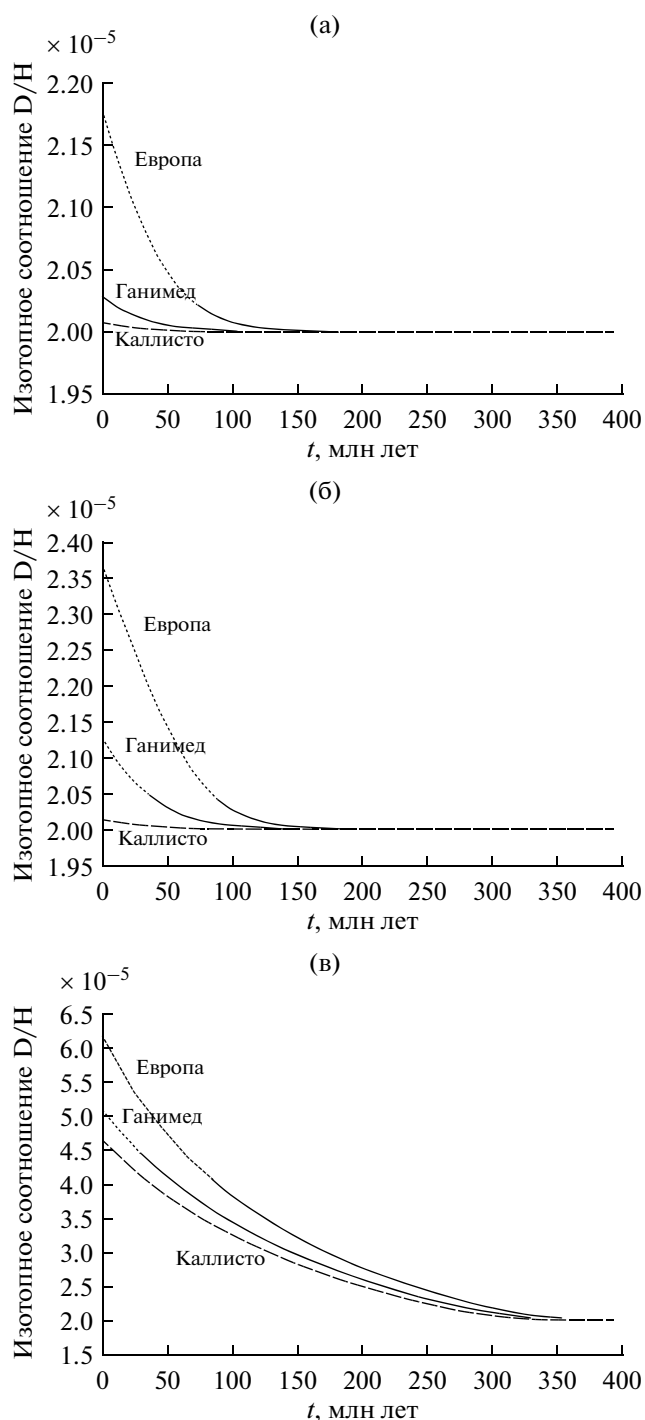 (а)
× 10⁻⁵
Изотопное соотношение D/H
2.20
2.15
2.10
2.05
2.00
1.95
Европа
Ганимед
Каллисто
0 50 100 150 200 250 300 350 400
t, млн лет
(б)
× 10⁻⁵
Изотопное соотношение D/H
2.40
2.35
2.30
2.25
2.20
2.15
2.10
2.05
2.00
1.95
Европа
Ганимед
Каллисто
0 50 100 150 200 250 300 350 400
t, млн лет
(в)
× 10⁻⁵
Изотопное соотношение D/H
6.5
6.0
5.5
5.0
4.5
4.0
3.5
3.0
2.5
2.0
1.5
Европа
Ганимед
Каллисто
0 50 100 150 200 250 300 350 400
t, млн лет